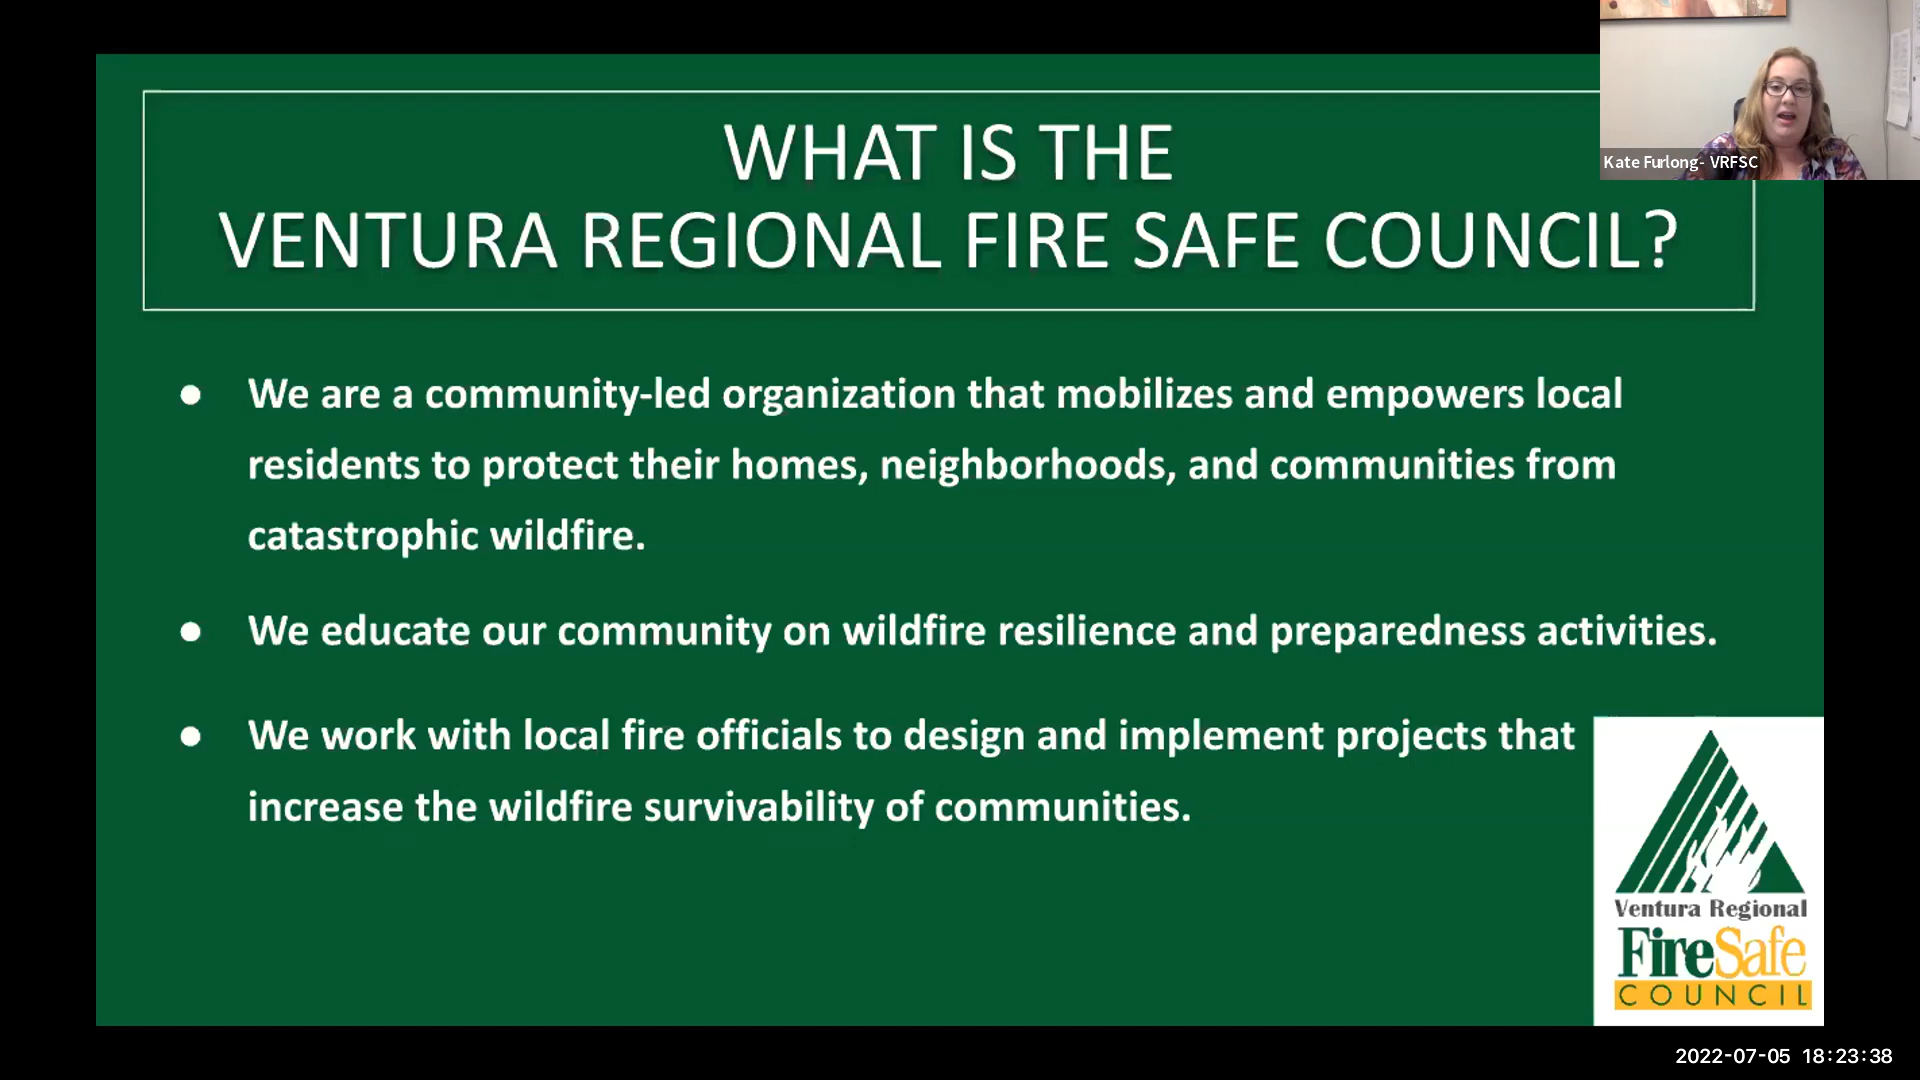 WHAT IS THE
VENTURA REGIONAL FIRE SAFE COUNCIL?
Kate Furlong- VRFSC
● We are a community-led organization that mobilizes and empowers local
residents to protect their homes, neighborhoods, and communities from
catastrophic wildfire.
● We educate our community on wildfire resilience and preparedness activities.
● We work with local fire officials to design and implement projects that
increase the wildfire survivability of communities.
Ventura Regional
FireSafe
COUNCIL
2022-07-05 18:23:38